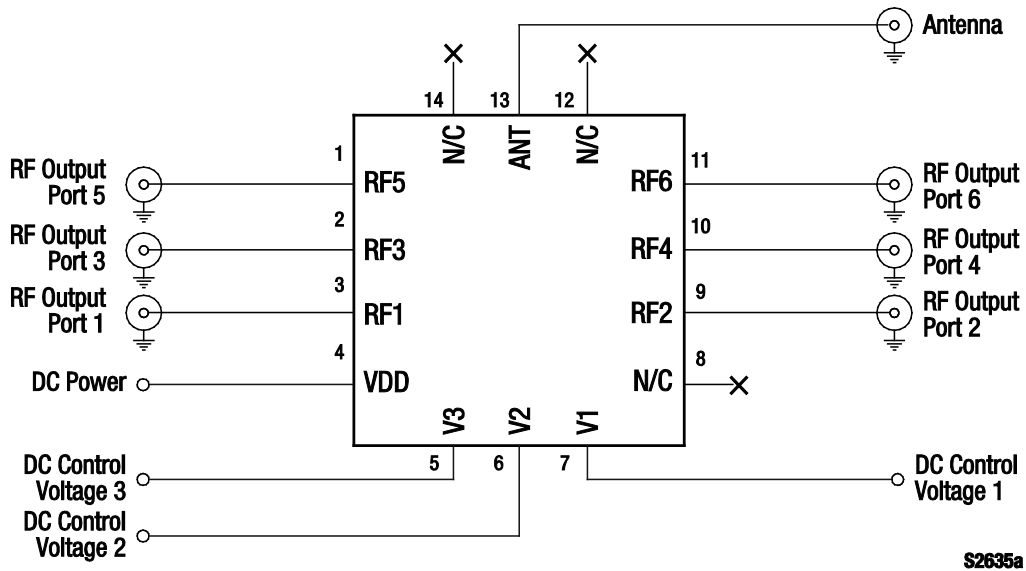 Antenna
14
13
12
N/C
ANT
N/C
1
11
RF Output
Port 5
RF5
RF6
RF Output
Port 6
2
10
RF Output
Port 3
RF3
RF4
RF Output
Port 4
3
9
RF Output
Port 1
RF1
RF2
RF Output
Port 2
4
8
DC Power
VDD
N/C
V3
V2
V1
5
6
7
DC Control
Voltage 3
DC Control
Voltage 1
DC Control
Voltage 2
S2635a